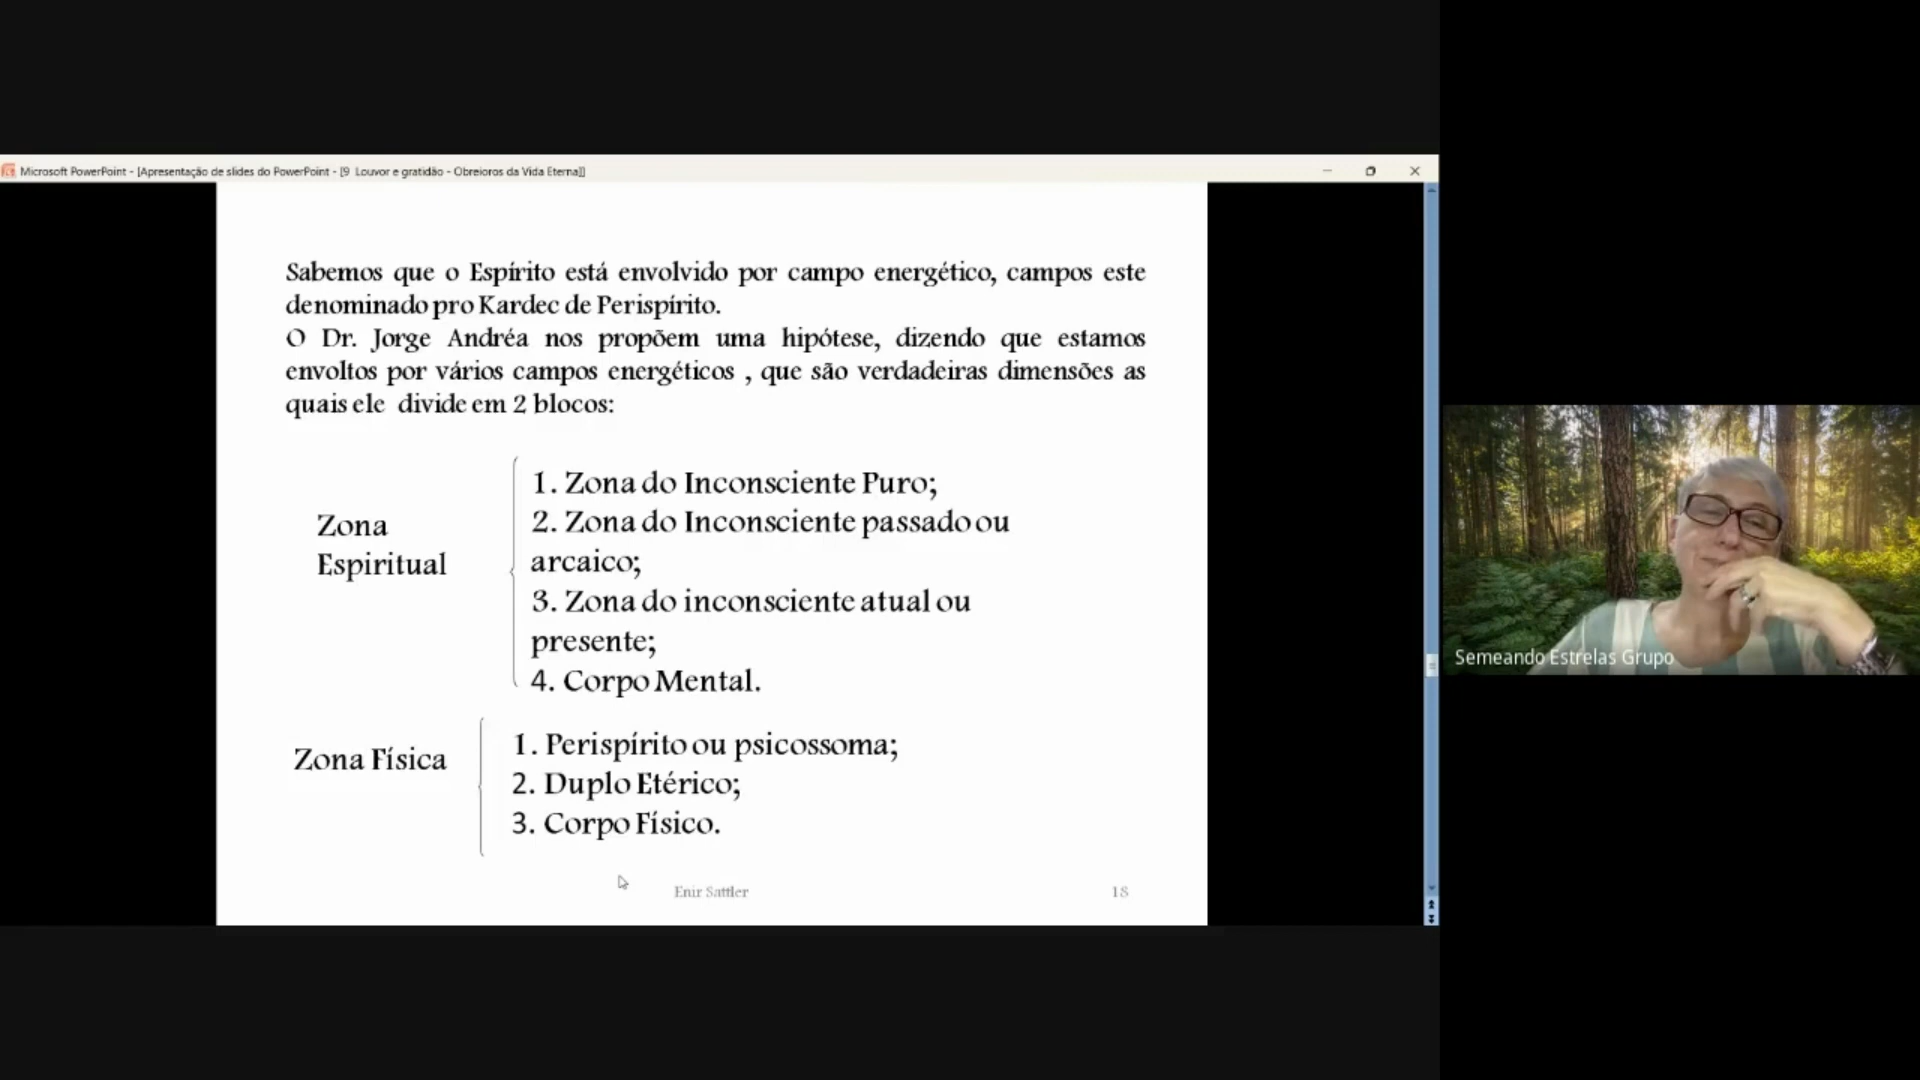 Microsoft PowerPoint - [Apresentação de slides do PowerPoint - [9 Louvor e gratidão - Obreioros da Vida Eterna]]
Sabemos que o Espírito está envolvido por campo energético, campos este
denominado pro Kardec de Perispírito.
O Dr. Jorge Andréa nos propõem uma hipótese, dizendo que estamos
envoltos por vários campos energéticos , que são verdadeiras dimensões as
quais ele divide em 2 blocos:
Zona
Espiritual
1. Zona do Inconsciente Puro;
2. Zona do Inconsciente passado ou
arcaico;
3. Zona do inconsciente atual ou
presente;
4. Corpo Mental.
Zona Física
1. Perispírito ou psicossoma;
2. Duplo Etérico;
3. Corpo Físico.
Enir Sattler
18
Semeando Estrelas Grupo